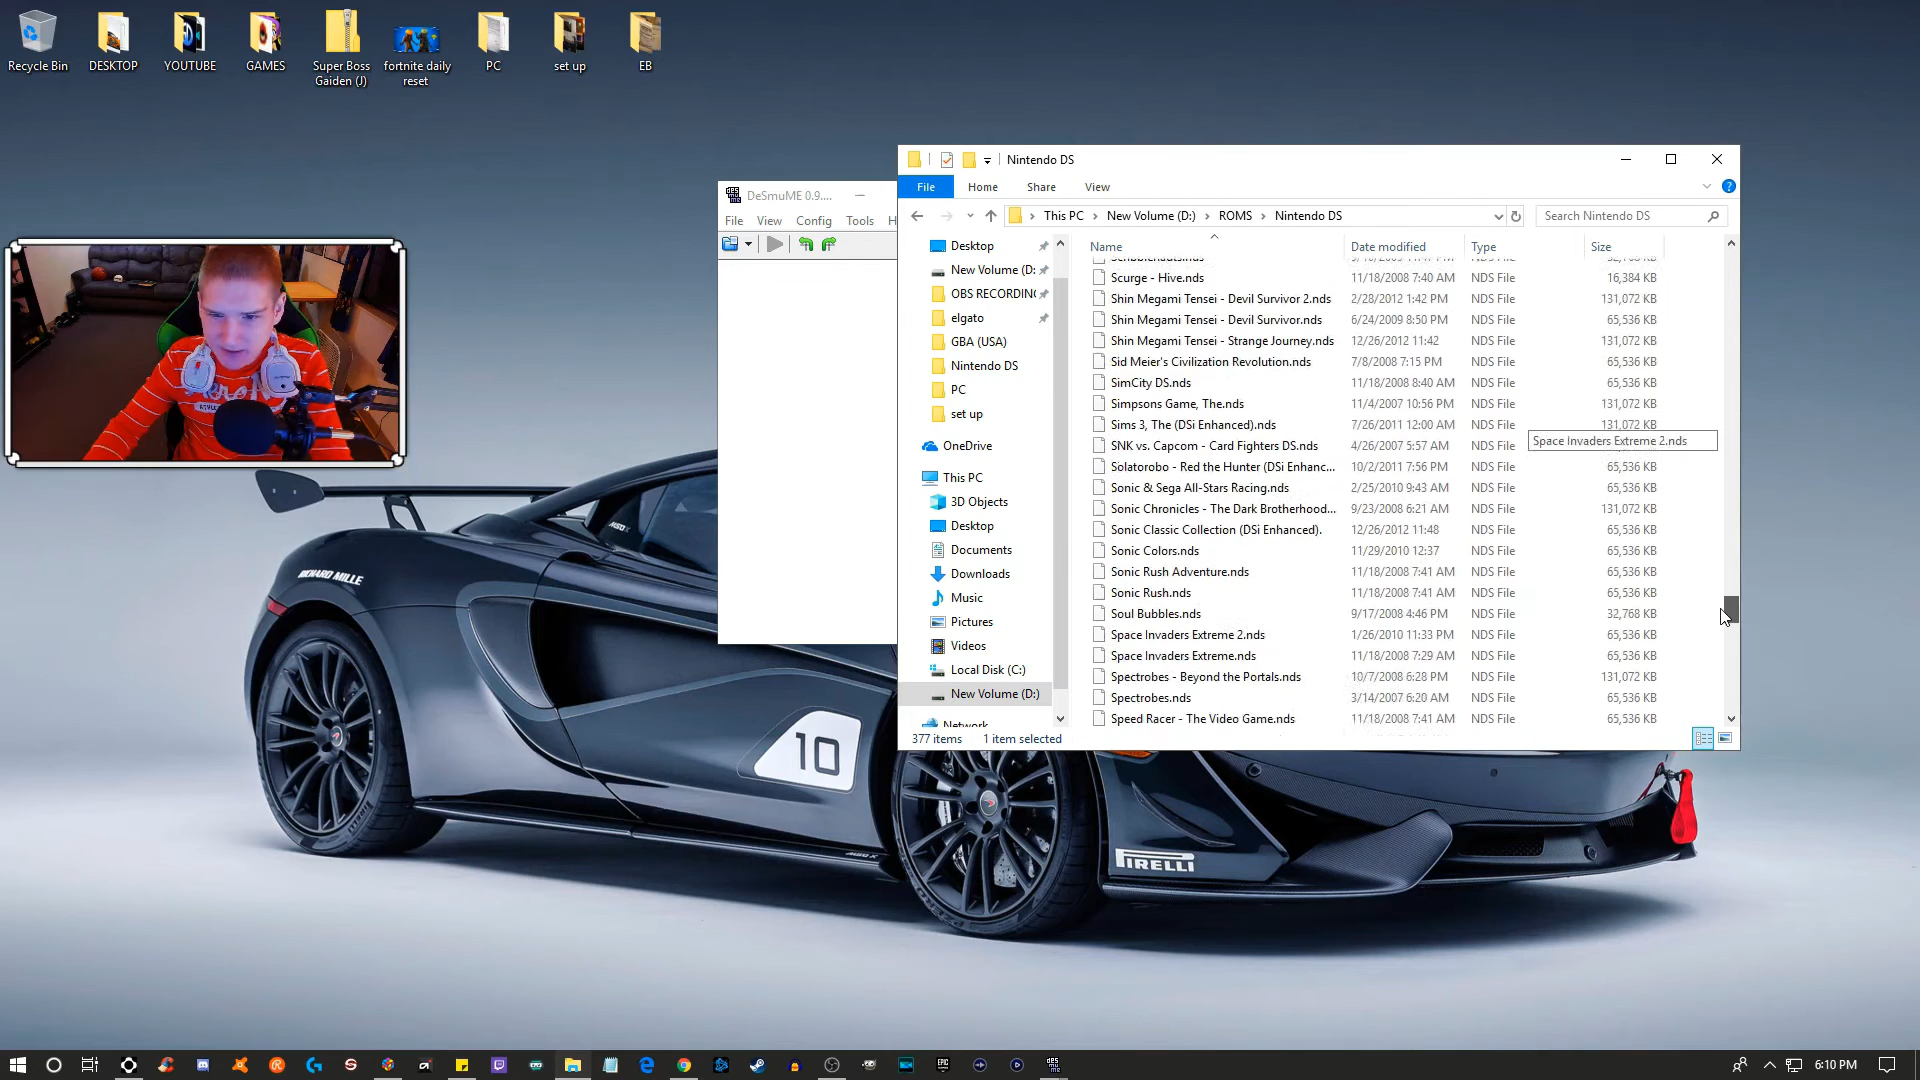 Recycle Bin
DESKTOP
YOUTUBE
GAMES
Super Boss
Gaiden (J)
fortnite daily
reset
PC
set up
EB
DeSmuME 0.9....
File View Config Tools H
Nintendo DS
File Home Share View
This PC > New Volume (D:) > ROMS > Nintendo DS
Search Nintendo DS
Desktop
New Volume (D:
OBS RECORDING
elgato
GBA (USA)
Nintendo DS
PC
set up
OneDrive
This PC
3D Objects
Desktop
Documents
Downloads
Music
Pictures
Videos
Local Disk (C:)
New Volume (D:)
Network
Name Date modified Type Size
Scurge - Hive.nds 11/18/2008 7:40 AM NDS File 16,384 KB
Shin Megami Tensei - Devil Survivor 2.nds 2/28/2012 1:42 PM NDS File 131,072 KB
Shin Megami Tensei - Devil Survivor.nds 6/24/2009 8:50 PM NDS File 65,536 KB
Shin Megami Tensei - Strange Journey.nds 12/26/2012 11:42 NDS File 131,072 KB
Sid Meier's Civilization Revolution.nds 7/8/2008 7:15 PM NDS File 65,536 KB
SimCity DS.nds 11/18/2008 8:40 AM NDS File 65,536 KB
Simpsons Game, The.nds 11/4/2007 10:56 PM NDS File 131,072 KB
Sims 3, The (DSi Enhanced).nds 7/26/2011 12:00 AM NDS File 131,072 KB
SNK vs. Capcom - Card Fighters DS.nds 4/26/2007 5:57 AM NDS File
Space Invaders Extreme 2.nds
Solatorobo - Red the Hunter (DSi Enhanc... 10/2/2011 7:56 PM NDS File 65,536 KB
Sonic & Sega All-Stars Racing.nds 2/25/2010 9:43 AM NDS File 65,536 KB
Sonic Chronicles - The Dark Brotherhood... 9/23/2008 6:21 AM NDS File 131,072 KB
Sonic Classic Collection (DSi Enhanced). 12/26/2012 11:48 NDS File 65,536 KB
Sonic Colors.nds 11/29/2010 12:37 NDS File 65,536 KB
Sonic Rush Adventure.nds 11/18/2008 7:41 AM NDS File 65,536 KB
Sonic Rush.nds 11/18/2008 7:41 AM NDS File 65,536 KB
Soul Bubbles.nds 9/17/2008 4:46 PM NDS File 32,768 KB
Space Invaders Extreme 2.nds 1/26/2010 11:33 PM NDS File 65,536 KB
Space Invaders Extreme.nds 11/18/2008 7:29 AM NDS File 65,536 KB
Spectrobes - Beyond the Portals.nds 10/7/2008 6:28 PM NDS File 131,072 KB
Spectrobes.nds 3/14/2007 6:20 AM NDS File 65,536 KB
Speed Racer - The Video Game.nds 11/18/2008 7:41 AM NDS File 65,536 KB
377 items 1 item selected
RICHARD MILLE
10
PIRELLI
6:10 PM